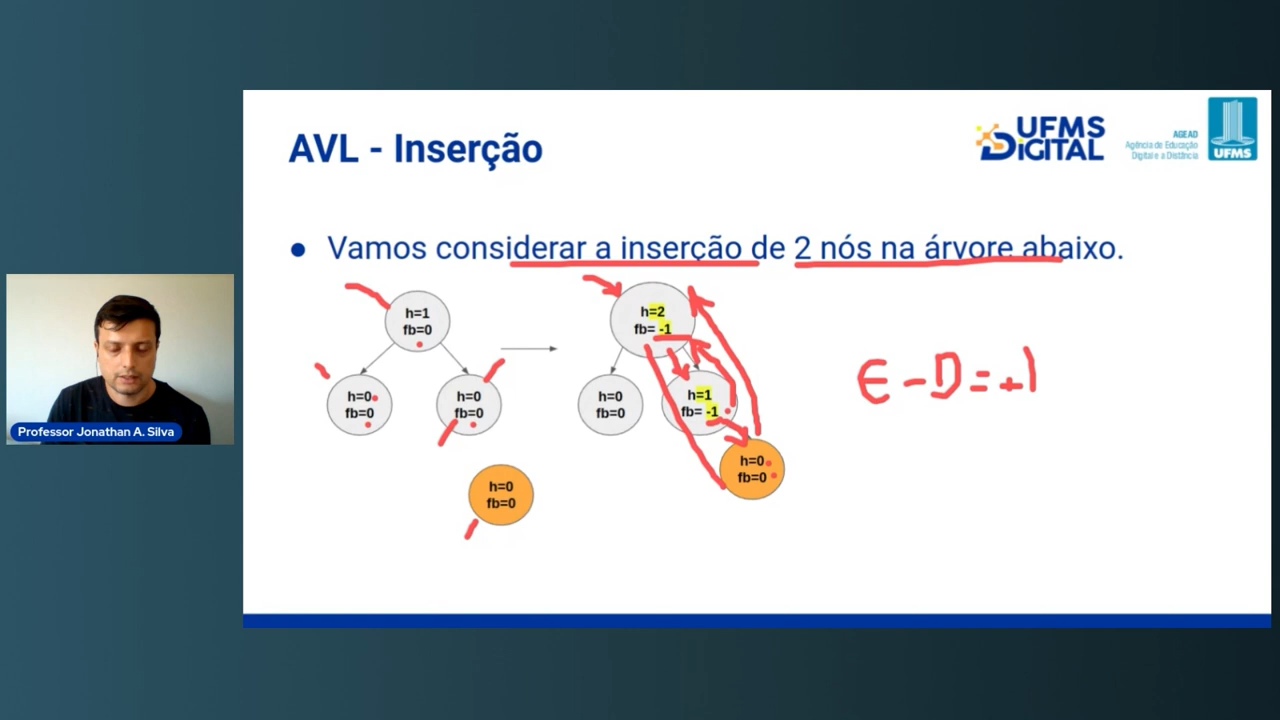 AVL - Inserção
UFMS
DIGITAL
AGEAD
Agência de Educação
Digital e a Distância
UFMS
● Vamos considerar a inserção de 2 nós na árvore abaixo.
h=1
fb=0
h=0
fb=0
h=0
fb=0
h=0
fb=0
h=2
fb= -1
h=0
fb=0
h=1
fb= -1
h=0
fb=0
E - D = +1
Professor Jonathan A. Silva